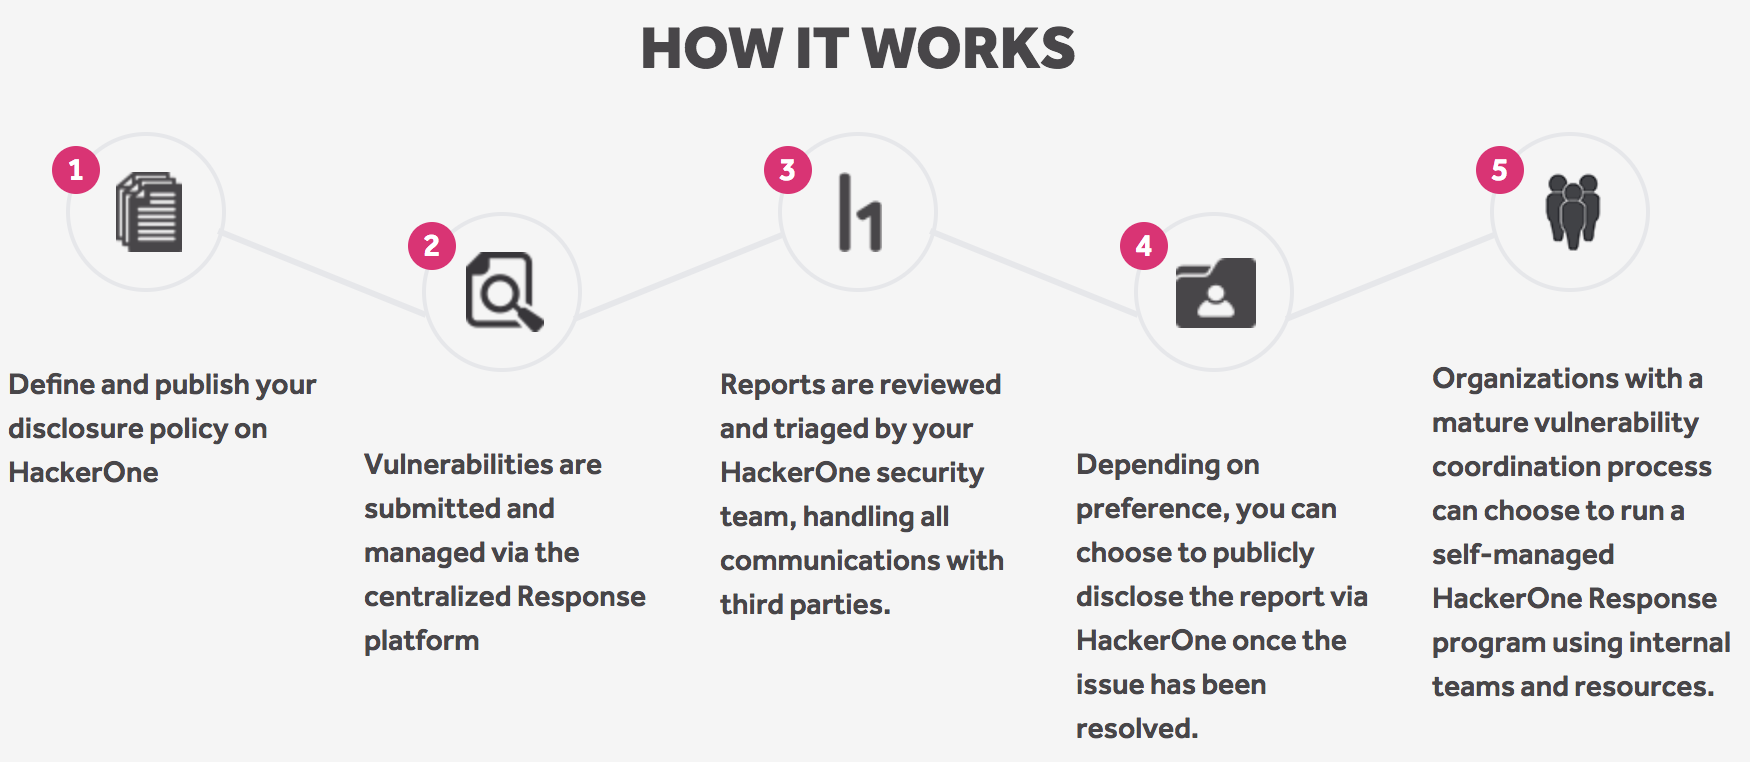 HOW IT WORKS
1
Define and publish your
disclosure policy on
HackerOne
2
Vulnerabilities are
submitted and
managed via the
centralized Response
platform
3
h1
Reports are reviewed
and triaged by your
HackerOne security
team, handling all
communications with
third parties.
4
Depending on
preference, you can
choose to publicly
disclose the report via
HackerOne once the
issue has been
resolved.
5
Organizations with a
mature vulnerability
coordination process
can choose to run a
self-managed
HackerOne Response
program using internal
teams and resources.